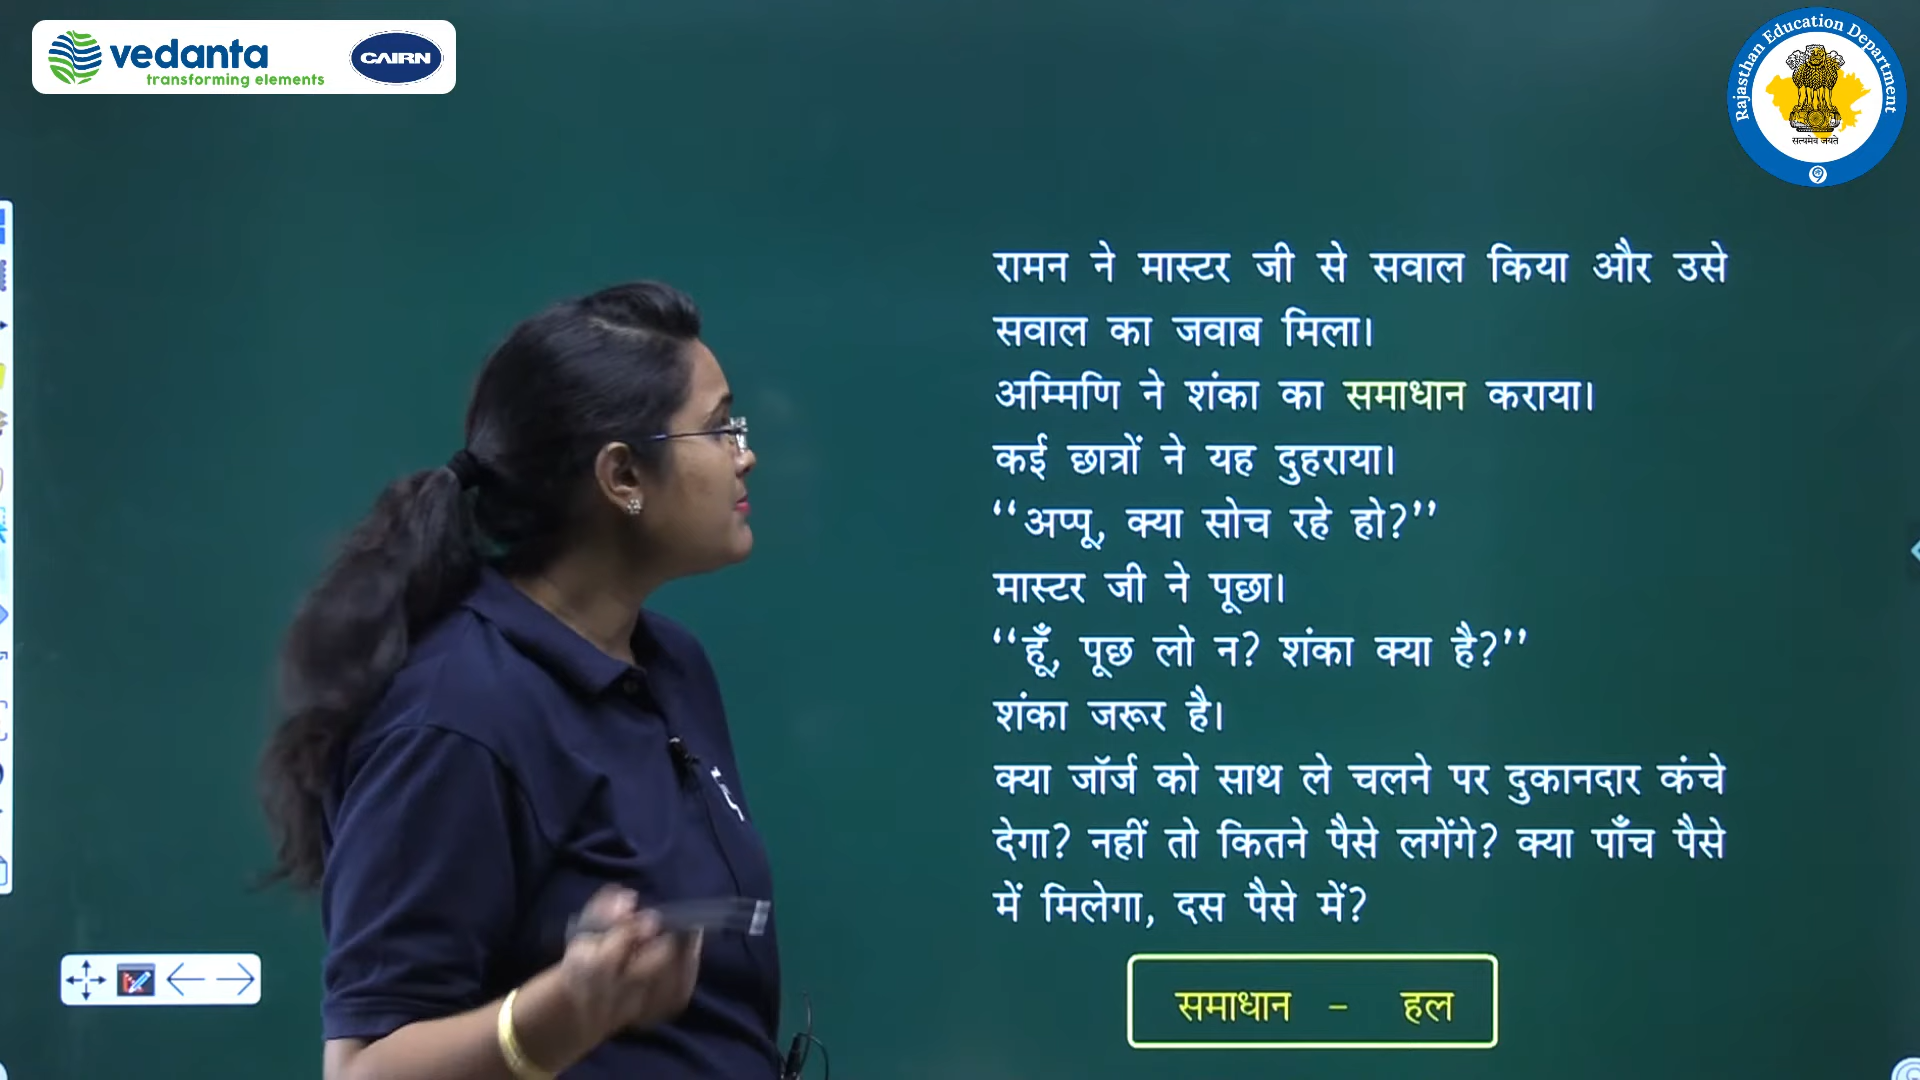 vedanta
transforming elements
CAIRN
Rajasthan Education Department
सत्यमेव जयते
रामन ने मास्टर जी से सवाल किया और उसे
सवाल का जवाब मिला।
अम्मिणि ने शंका का समाधान कराया।
कई छात्रों ने यह दुहराया।
‘‘अप्पू, क्या सोच रहे हो?’’
मास्टर जी ने पूछा।
‘‘हूँ, पूछ लो न? शंका क्या है?’’
शंका जरूर है।
क्या जॉर्ज को साथ ले चलने पर दुकानदार कंचे
देगा? नहीं तो कितने पैसे लगेंगे? क्या पाँच पैसे
में मिलेगा, दस पैसे में?
समाधान – हल